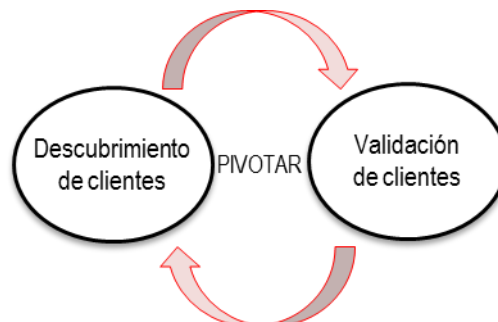 Descubrimiento
de clientes
PIVOTAR
Validación
de clientes